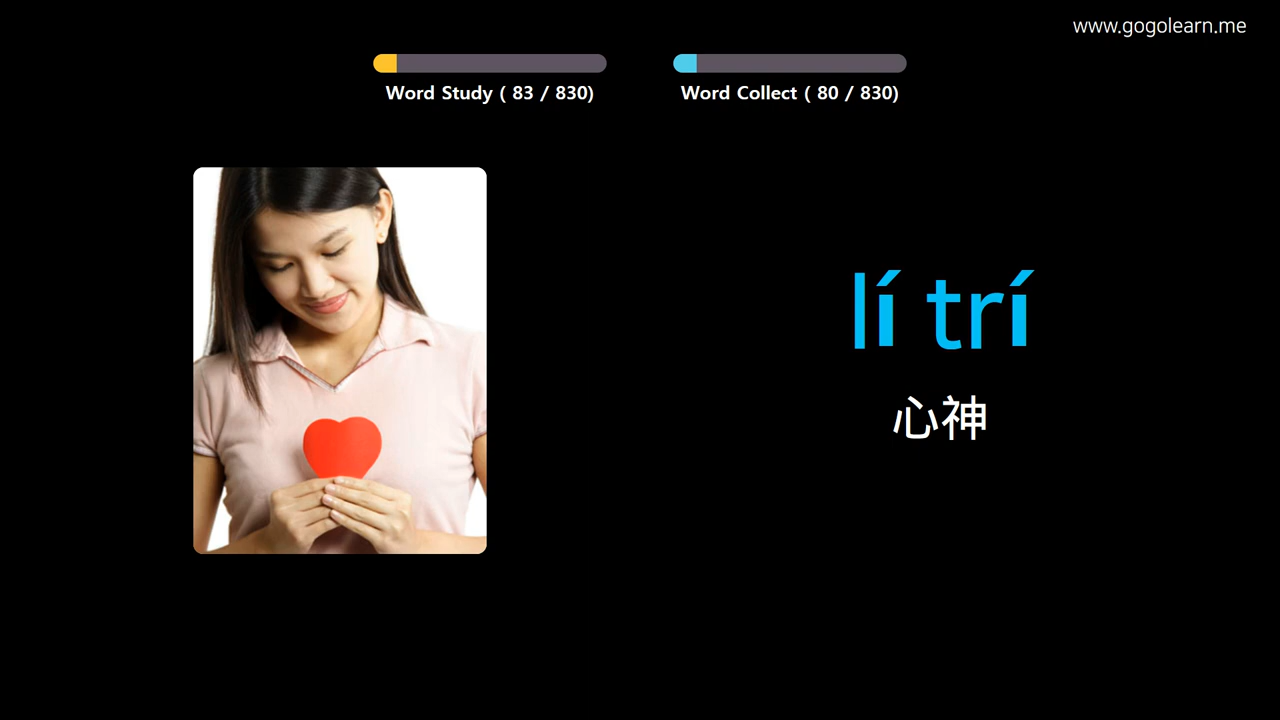 www.gogolearn.me
Word Study ( 83 / 830)
Word Collect ( 80 / 830)
lí trí
心神